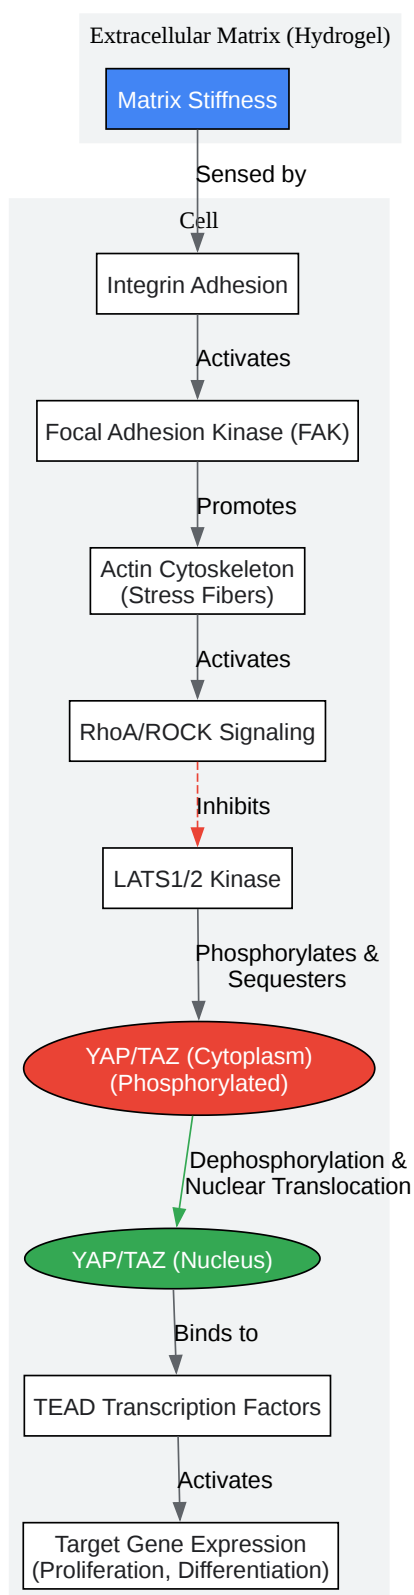 Extracellular Matrix (Hydrogel)
Matrix Stiffness
Sensed by
Cell
Integrin Adhesion
Activates
Focal Adhesion Kinase (FAK)
Promotes
Actin Cytoskeleton
(Stress Fibers)
Activates
RhoA/ROCK Signaling
Inhibits
LATS1/2 Kinase
Phosphorylates &
Sequesters
YAP/TAZ (Cytoplasm)
(Phosphorylated)
Dephosphorylation &
Nuclear Translocation
YAP/TAZ (Nucleus)
Binds to
TEAD Transcription Factors
Activates
Target Gene Expression
(Proliferation, Differentiation)